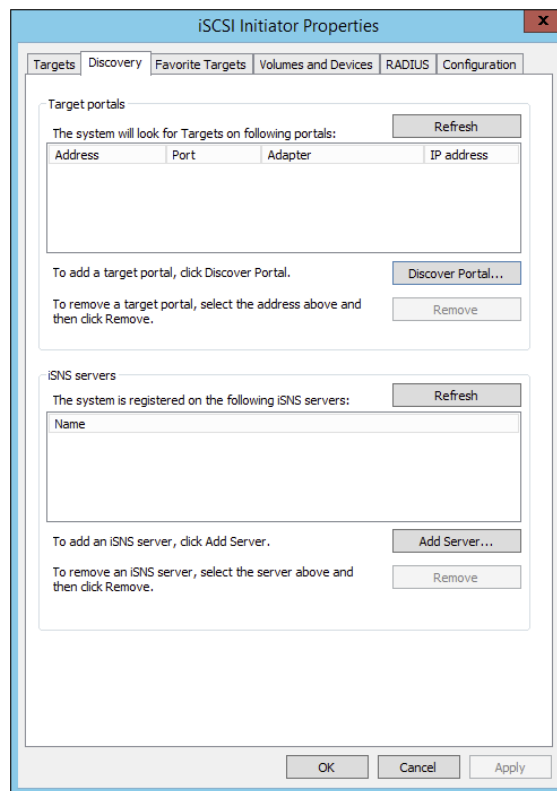 iSCSI Initiator Properties
x
Targets Discovery Favorite Targets Volumes and Devices RADIUS Configuration
Target portals
The system will look for Targets on following portals: Refresh
Address Port Adapter IP address
To add a target portal, click Discover Portal. Discover Portal...
To remove a target portal, select the address above and
then click Remove. Remove
iSNS servers
The system is registered on the following iSNS servers: Refresh
Name
To add an iSNS server, click Add Server. Add Server...
To remove an iSNS server, select the server above and
then click Remove. Remove
OK Cancel Apply